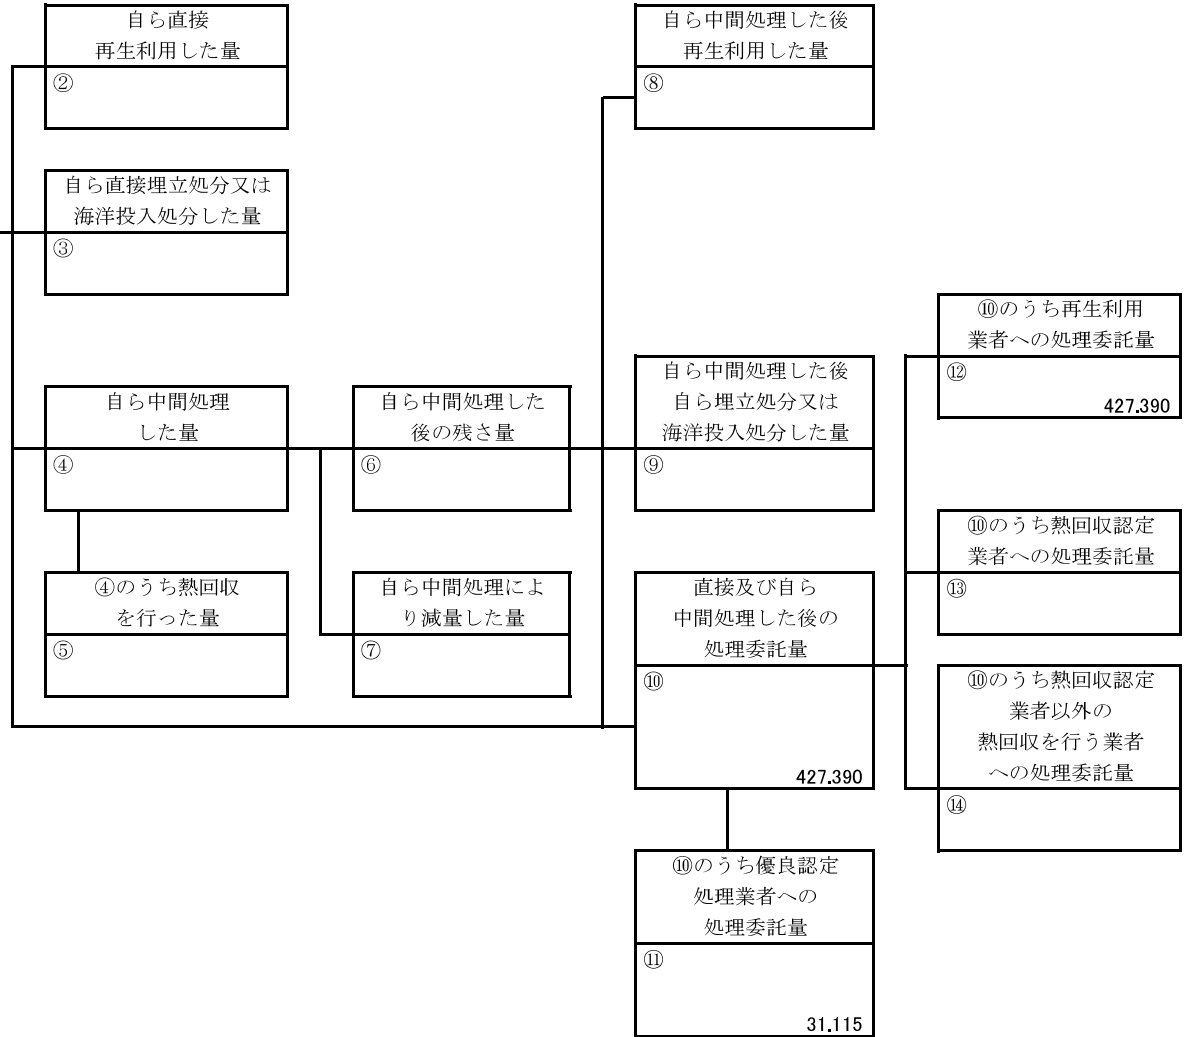 自ら直接
再生利用した量
②
自ら中間処理した後
再生利用した量
⑧
自ら直接埋立処分又は
海洋投入処分した量
③
⑩のうち再生利用
業者への処理委託量
⑫
427.390
自ら中間処理
した量
④
自ら中間処理した
後の残さ量
⑥
自ら中間処理した後
自ら埋立処分又は
海洋投入処分した量
⑨
⑩のうち熱回収認定
業者への処理委託量
⑬
④のうち熱回収
を行った量
⑤
自ら中間処理によ
り減量した量
⑦
直接及び自ら
中間処理した後の
処理委託量
⑩
427.390
⑩のうち熱回収認定
業者以外の
熱回収を行う業者
への処理委託量
⑭
⑩のうち優良認定
処理業者への
処理委託量
⑪
31.115